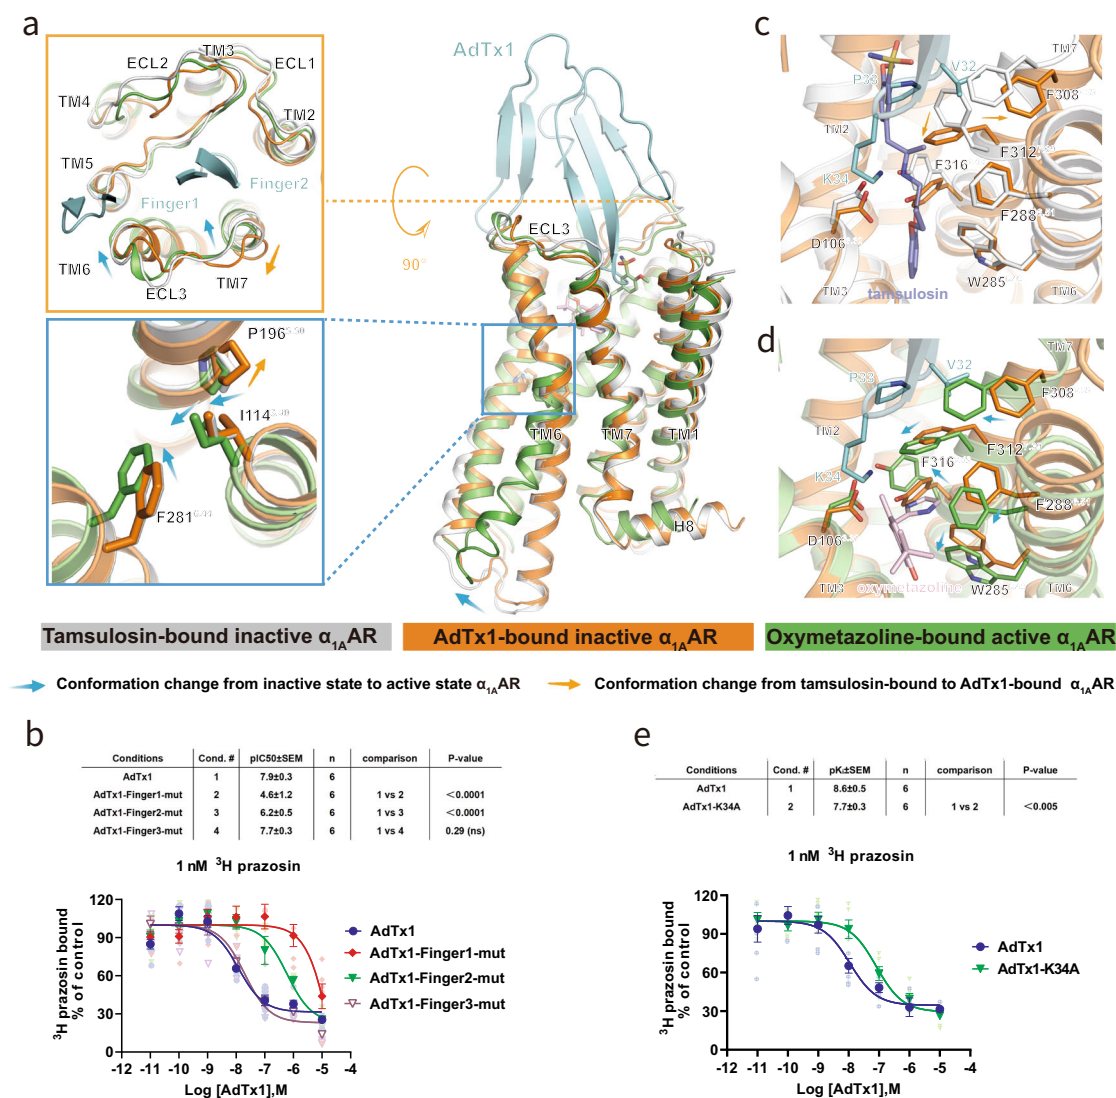 a
TM3
ECL2
ECL1
TM4
TM2
TM5
Finger2
Finger1
TM6
TM7
ECL3
AdTx1
90°
ECL3
TM6
TM7
TM1
H8
P196
I114
F281
c
TM7
V32
P33
F308
TM2
F312
F316
K34
F288
D106
W285
TM3
tamsulosin
TM6
d
TM7
V32
P33
F308
TM2
F312
F316
K34
F288
D106
W285
TM3
oxymetazoline
TM6
Tamsulosin-bound inactive α1AAR
AdTx1-bound inactive α1AAR
Oxymetazoline-bound active α1AAR
Conformation change from inactive state to active state α1AAR
Conformation change from tamsulosin-bound to AdTx1-bound α1AAR
b
Conditions Cond. # pIC50±SEM n comparison P-value
AdTx1 1 7.9±0.3 6
AdTx1-Finger1-mut 2 4.6±1.2 6 1 vs 2 <0.0001
AdTx1-Finger2-mut 3 6.2±0.5 6 1 vs 3 <0.0001
AdTx1-Finger3-mut 4 7.7±0.3 6 1 vs 4 0.29 (ns)
1 nM ³H prazosin
³H prazosin bound
% of control
120
90
60
30
0
-12 -11 -10 -9 -8 -7 -6 -5 -4
Log [AdTx1],M
AdTx1
AdTx1-Finger1-mut
AdTx1-Finger2-mut
AdTx1-Finger3-mut
e
Conditions Cond. # pKi±SEM n comparison P-value
AdTx1 1 8.6±0.5 6
AdTx1-K34A 2 7.7±0.3 6 1 vs 2 <0.005
1 nM ³H prazosin
³H prazosin bound
% of control
120
90
60
30
0
-12 -11 -10 -9 -8 -7 -6 -5 -4
Log [AdTx1],M
AdTx1
AdTx1-K34A